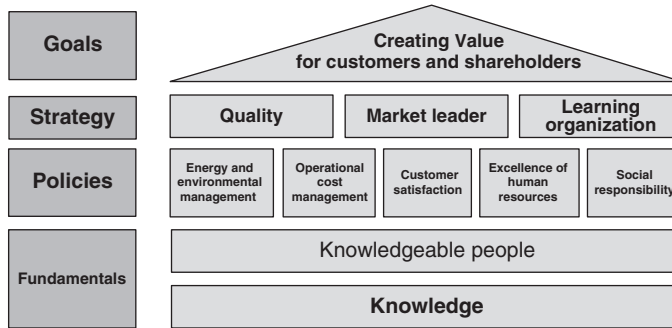 Goals
Creating Value
for customers and shareholders
Strategy
Quality
Market leader
Learning
organization
Policies
Energy and
environmental
management
Operational
cost
management
Customer
satisfaction
Excellence of
human
resources
Social
responsibility
Fundamentals
Knowledgeable people
Knowledge